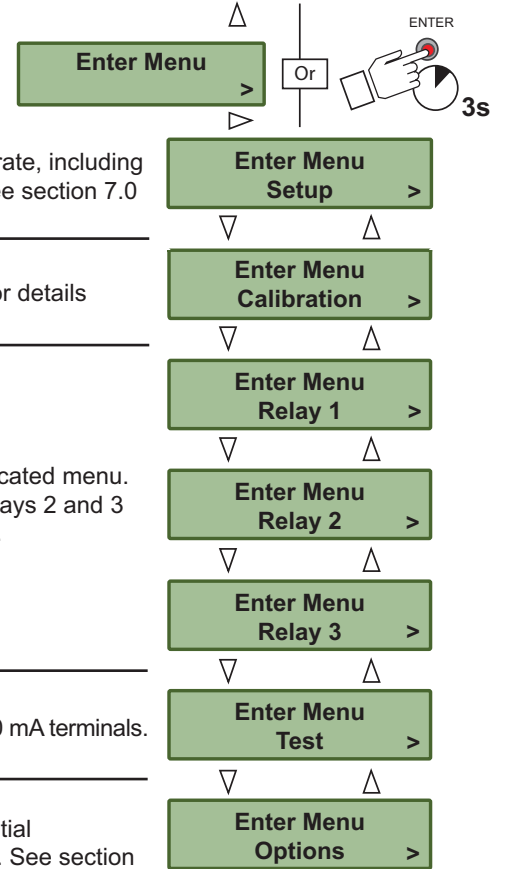 ENTER
Enter Menu
>
Or
3s
rate, including
section 7.0
Enter Menu
Setup >
r details
Enter Menu
Calibration >
Enter Menu
Relay 1 >
cated menu.
ays 2 and 3
Enter Menu
Relay 2 >
Enter Menu
Relay 3 >
mA terminals.
Enter Menu
Test >
tial
. See section
Enter Menu
Options >